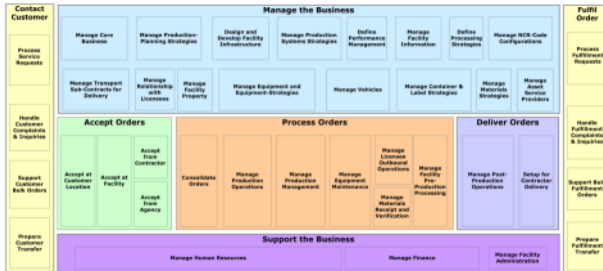 Contact
Customer
Process
Service
Requests
Handle
Customer
Complaints
& Inquiries
Support
Customer
Bulk Orders
Prepare
Customer
Transfer
Manage the Business
Manage Core
Business
Manage Production-
Planning Strategies
Design and
Develop Facility
Infrastructure
Manage Production
Systems Strategies
Define
Performance
Management
Manage
Facility
Information
Define
Processing
Strategies
Manage NCR-Code
Configurations
Manage Transport
Sub-Contracts for
Delivery
Manage
Relationship
with
Licensees
Manage
Facility
Property
Manage Equipment and
Equipment-Strategies
Manage Vehicles
Manage Container &
Label Strategies
Manage
Materials
Strategies
Manage
Asset
Service
Providers
Accept Orders
Accept at
Customer
Location
Accept at
Facility
Accept
from
Contractor
Accept
from
Agency
Process Orders
Consolidate
Orders
Manage
Production
Operations
Manage
Production
Management
Manage
Equipment
Maintenance
Manage
Licensee
Outbound
Operations
Manage
Materials
Receipt and
Verification
Manage
Facility
Pre-
Production
Processing
Deliver Orders
Manage Post-
Production
Operations
Setup for
Contractor
Delivery
Support the Business
Manage Human Resources
Manage Finance
Manage Facility
Administration
Fulfil
Order
Process
Fulfillment
Requests
Handle
Fulfillment
Complaints
& Inquiries
Support Bulk
Fulfillment
Orders
Prepare
Fulfillment
Transfer